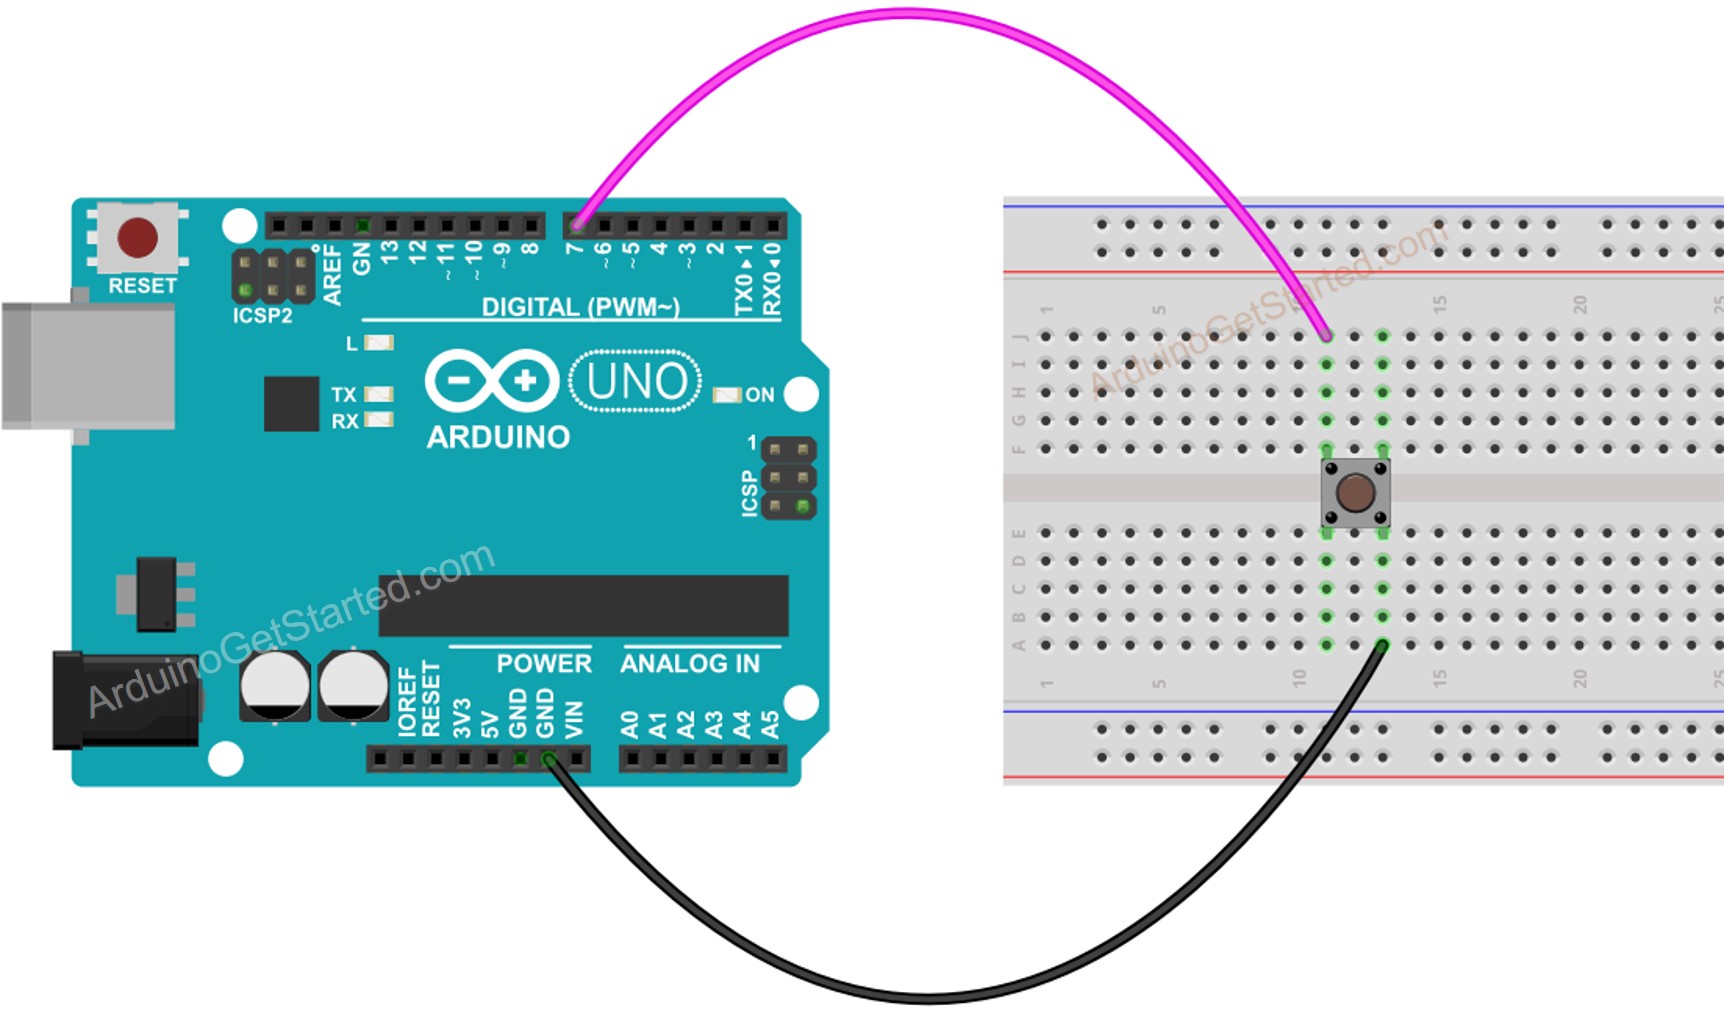 RESET
ICSP2
AREF
GN
13
12
~11
~10
~9
8
7
~6
~5
4
~3
2
TX0▸1
RX0◂0
DIGITAL (PWM~)
L
TX
RX
UNO
ON
ARDUINO
1
ICSP
ArduinoGetStarted.com
POWER
ANALOG IN
IOREF
RESET
3V3
5V
GND
GND
VIN
A0
A1
A2
A3
A4
A5
ArduinoGetStarted.com
1
5
15
20
25
J
I
H
G
F
E
D
C
B
A
1
5
10
15
20
25